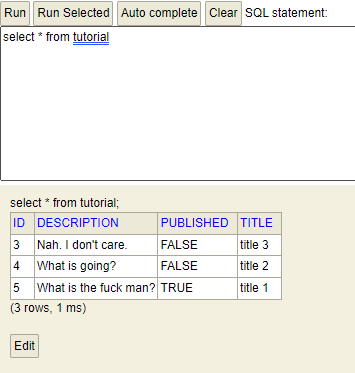 Run Run Selected Auto complete Clear SQL statement:
select * from tutorial
select * from tutorial;
ID DESCRIPTION PUBLISHED TITLE
3 Nah. I don't care. FALSE title 3
4 What is going? FALSE title 2
5 What is the fuck man? TRUE title 1
(3 rows, 1 ms)
Edit